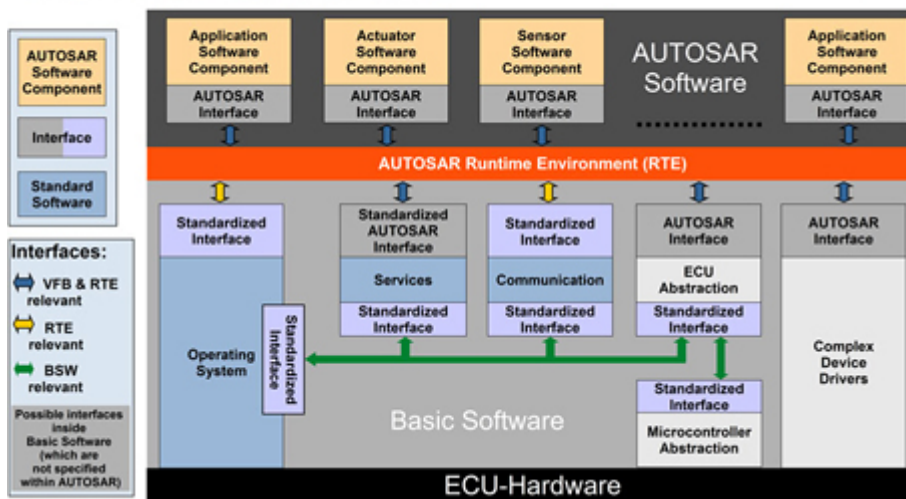 AUTOSAR
Software
Component
Interface
Standard
Software
Interfaces:
VFB & RTE
relevant
RTE
relevant
BSW
relevant
Possible interfaces
inside
Basic Software
(which are
not specified
within AUTOSAR)
Application
Software
Component
AUTOSAR
Interface
Actuator
Software
Component
AUTOSAR
Interface
Sensor
Software
Component
AUTOSAR
Interface
AUTOSAR
Software
Application
Software
Component
AUTOSAR
Interface
AUTOSAR Runtime Environment (RTE)
Standardized
Interface
Operating
System
Standardized
Interface
Standardized
AUTOSAR
Interface
Services
Standardized
Interface
Standardized
Interface
Communication
Standardized
Interface
AUTOSAR
Interface
ECU
Abstraction
Standardized
Interface
Standardized
Interface
Microcontroller
Abstraction
AUTOSAR
Interface
Complex
Device
Drivers
Basic Software
ECU-Hardware